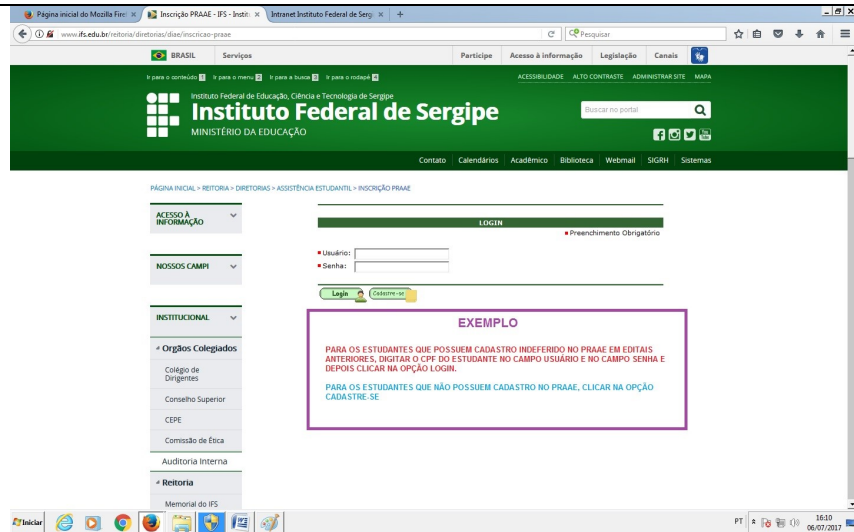 Página inicial do Mozilla Firef
Inscrição PRAAE - IFS - Instit
Intranet Instituto Federal de Serg
www.ifs.edu.br/reitoria/diretorias/diae/inscricao-praae
Pesquisar
BRASIL Serviços Participe Acesso à informação Legislação Canais
Ir para o conteúdo 1 Ir para o menu 2 Ir para a busca 3 Ir para o rodapé 4 ACESSIBILIDADE ALTO CONTRASTE ADMINISTRAR SITE MAPA
Instituto Federal de Educação, Ciência e Tecnologia de Sergipe
Instituto Federal de Sergipe
MINISTÉRIO DA EDUCAÇÃO
Buscar no portal
Contato Calendários Acadêmico Biblioteca Webmail SIGRH Sistemas
PÁGINA INICIAL > REITORIA > DIRETORIAS > ASSISTÊNCIA ESTUDANTIL > INSCRIÇÃO PRAAE
ACESSO À
INFORMAÇÃO
NOSSOS CAMPI
INSTITUCIONAL
Orgãos Colegiados
Colégio de
Dirigentes
Conselho Superior
CEPE
Comissão de Ética
Auditoria Interna
Reitoria
Memorial do IFS
LOGIN
Preenchimento Obrigatório
Usuário:
Senha:
Login Cadastre-se
EXEMPLO
PARA OS ESTUDANTES QUE POSSUEM CADASTRO INDEFERIDO NO PRAAE EM EDITAIS
ANTERIORES, DIGITAR O CPF DO ESTUDANTE NO CAMPO USUÁRIO E NO CAMPO SENHA E
DEPOIS CLICAR NA OPÇÃO LOGIN.
PARA OS ESTUDANTES QUE NÃO POSSUEM CADASTRO NO PRAAE, CLICAR NA OPÇÃO
CADASTRE-SE
Iniciar
PT
16:10
06/07/2017